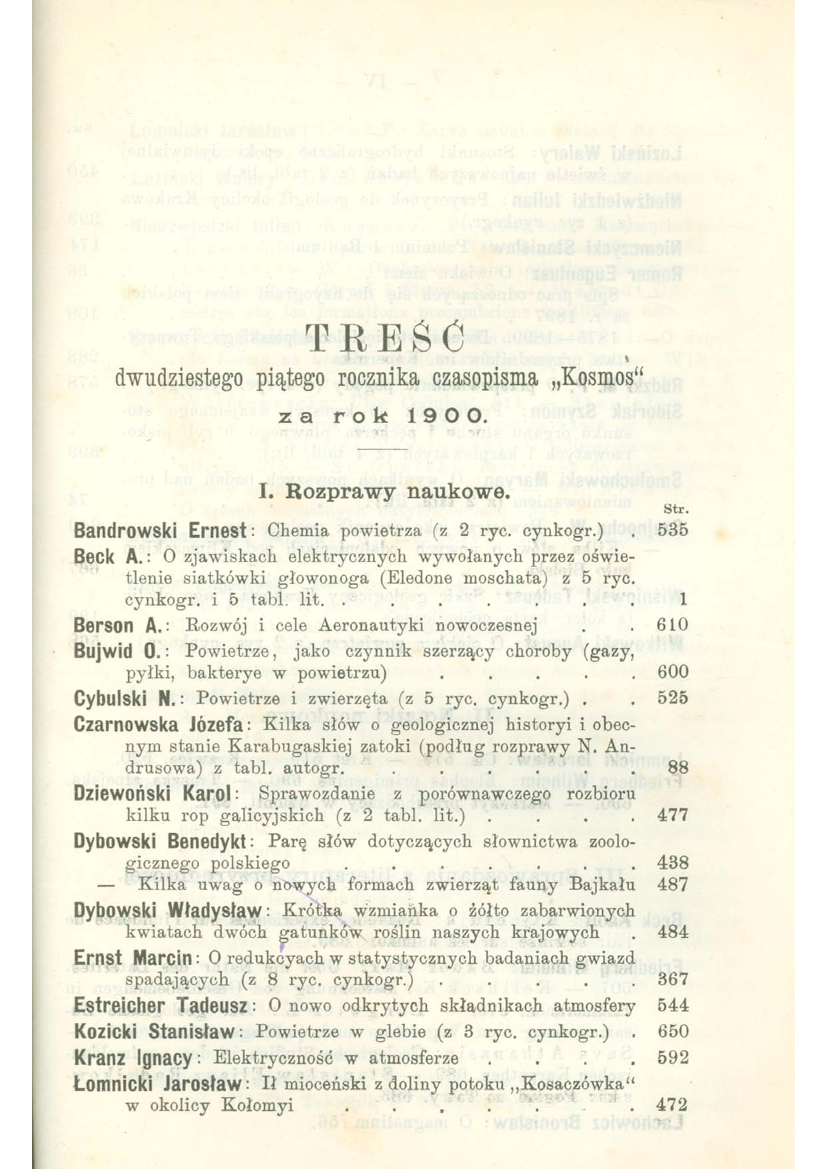 TREŚĆ
dwudziestego piątego rocznika czasopisma „Kosmos“
za rok 1900.
I. Rozprawy naukowe.
Str.
Bandrowski Ernest: Chemia powietrza (z 2 ryc. cynkogr.) . 535
Beck A.: O zjawiskach elektrycznych wywołanych przez oświe-
tlenie siatkówki głowonoga (Eledone moschata) z 5 ryc.
cynkogr. i 5 tabl. lit. . . . . . . . 1
Berson A.: Rozwój i cele Aeronautyki nowoczesnej . . 610
Bujwid O.: Powietrze, jako czynnik szerzący choroby (gazy,
pyłki, bakterye w powietrzu) . . . . . 600
Cybulski N.: Powietrze i zwierzęta (z 5 ryc. cynkogr.) . . 525
Czarnowska Józefa: Kilka słów o geologicznej historyi i obec-
nym stanie Karabugaskiej zatoki (podług rozprawy N. An-
drusowa) z tabl. autogr. . . . . . . 88
Dziewoński Karol: Sprawozdanie z porównawczego rozbioru
kilku rop galicyjskich (z 2 tabl. lit.) . . . . 477
Dybowski Benedykt: Parę słów dotyczących słownictwa zoolo-
gicznego polskiego . . . . . . . 438
— Kilka uwag o nowych formach zwierząt fauny Bajkału 487
Dybowski Władysław: Krótka wzmianka o żółto zabarwionych
kwiatach dwóch gatunków roślin naszych krajowych . 484
Ernst Marcin: O redukcyach w statystycznych badaniach gwiazd
spadających (z 8 ryc. cynkogr.) . . . . . 367
Estreicher Tadeusz: O nowo odkrytych składnikach atmosfery 544
Kozicki Stanisław: Powietrze w glebie (z 3 ryc. cynkogr.) . 650
Kranz Ignacy: Elektryczność w atmosferze . . . . 592
Łomnicki Jarosław: Ił mioceński z doliny potoku „Kosaczówka“
w okolicy Kołomyi . . . . . . . 472